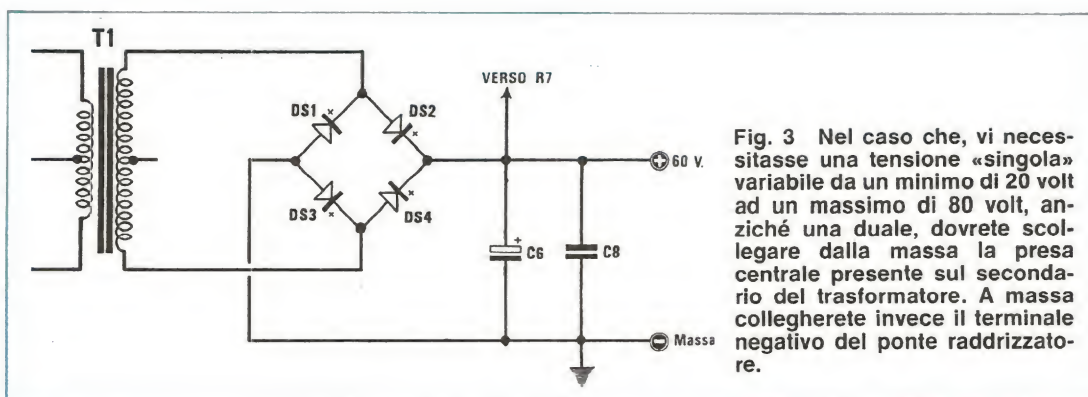 T1
VERSO R7
DS1
DS2
DS3
DS4
+
C6
C8
+ 60 V.
- Massa
Fig. 3 Nel caso che, vi neces-
sitasse una tensione «singola»
variabile da un minimo di 20 volt
ad un massimo di 80 volt, an-
ziché una duale, dovrete scol-
legare dalla massa la presa
centrale presente sul seconda-
rio del trasformatore. A massa
collegherete invece il terminale
negativo del ponte raddrizzato-
re.